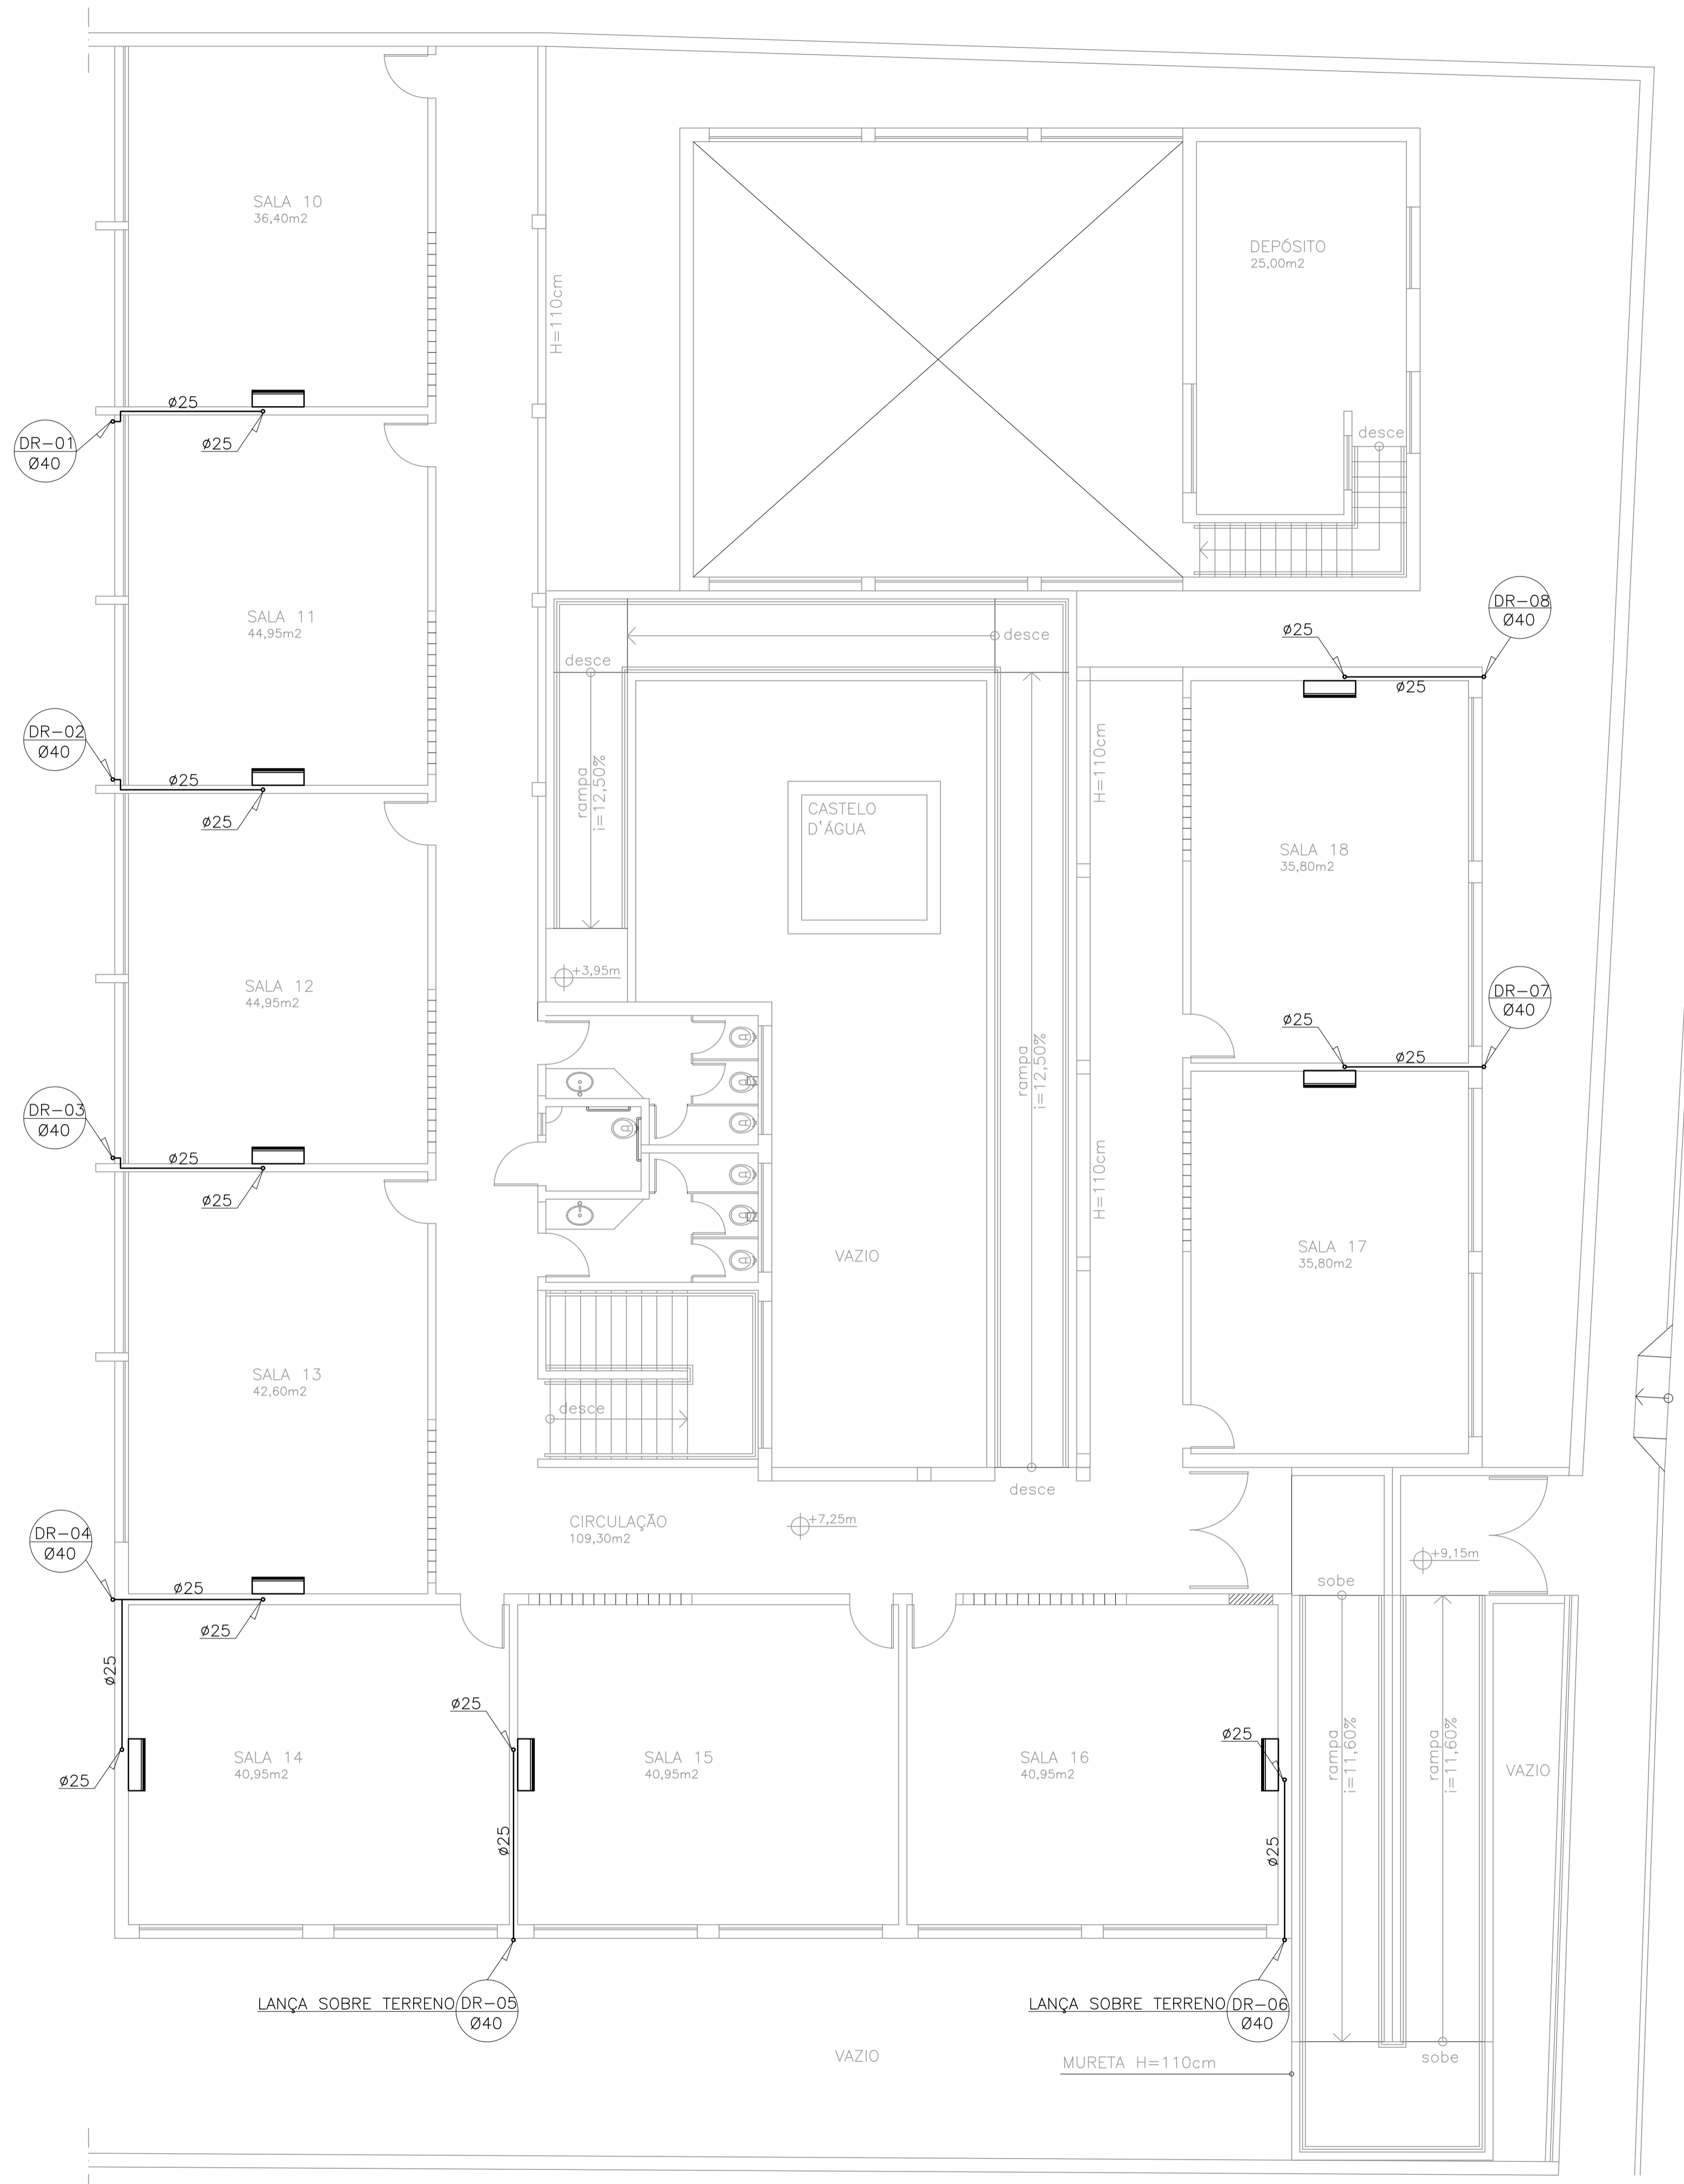 SALA 10
36,40m2
H=110cm
DEPÓSITO
25,00m2
desce
ø25
ø25
DR-01
Ø40
SALA 11
44,95m2
desce
desce
rampa
i=12,50%
DR-08
Ø40
ø25
ø25
DR-02
Ø40
ø25
ø25
CASTELO
D'ÁGUA
H=110cm
SALA 18
35,80m2
SALA 12
44,95m2
+3,95m
rampa
i=12,50%
DR-07
Ø40
ø25
ø25
DR-03
Ø40
ø25
ø25
H=110cm
VAZIO
SALA 17
35,80m2
SALA 13
42,60m2
desce
desce
CIRCULAÇÃO
109,30m2
+7,25m
+9,15m
sobe
DR-04
Ø40
ø25
ø25
ø25
ø25
SALA 14
40,95m2
ø25
ø25
SALA 15
40,95m2
SALA 16
40,95m2
ø25
ø25
rampa
i=11,60%
rampa
i=11,60%
VAZIO
LANÇA SOBRE TERRENO
DR-05
Ø40
LANÇA SOBRE TERRENO
DR-06
Ø40
VAZIO
MURETA H=110cm
sobe